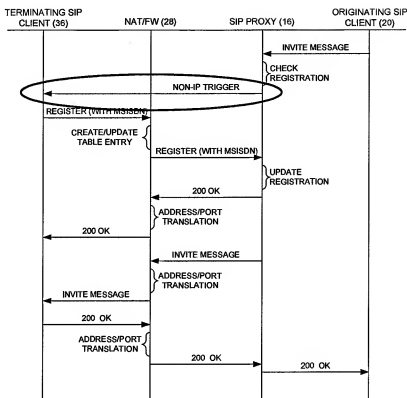 TERMINATING SIP
CLIENT (36)
NAT/FW (28)
SIP PROXY (16)
ORIGINATING SIP
CLIENT (20)
INVITE MESSAGE
CHECK
REGISTRATION
NON-IP TRIGGER
REGISTER (WITH MSISDN)
CREATE/UPDATE
TABLE ENTRY
REGISTER (WITH MSISDN)
UPDATE
REGISTRATION
200 OK
ADDRESS/PORT
TRANSLATION
200 OK
INVITE MESSAGE
ADDRESS/PORT
TRANSLATION
INVITE MESSAGE
200 OK
ADDRESS/PORT
TRANSLATION
200 OK
200 OK